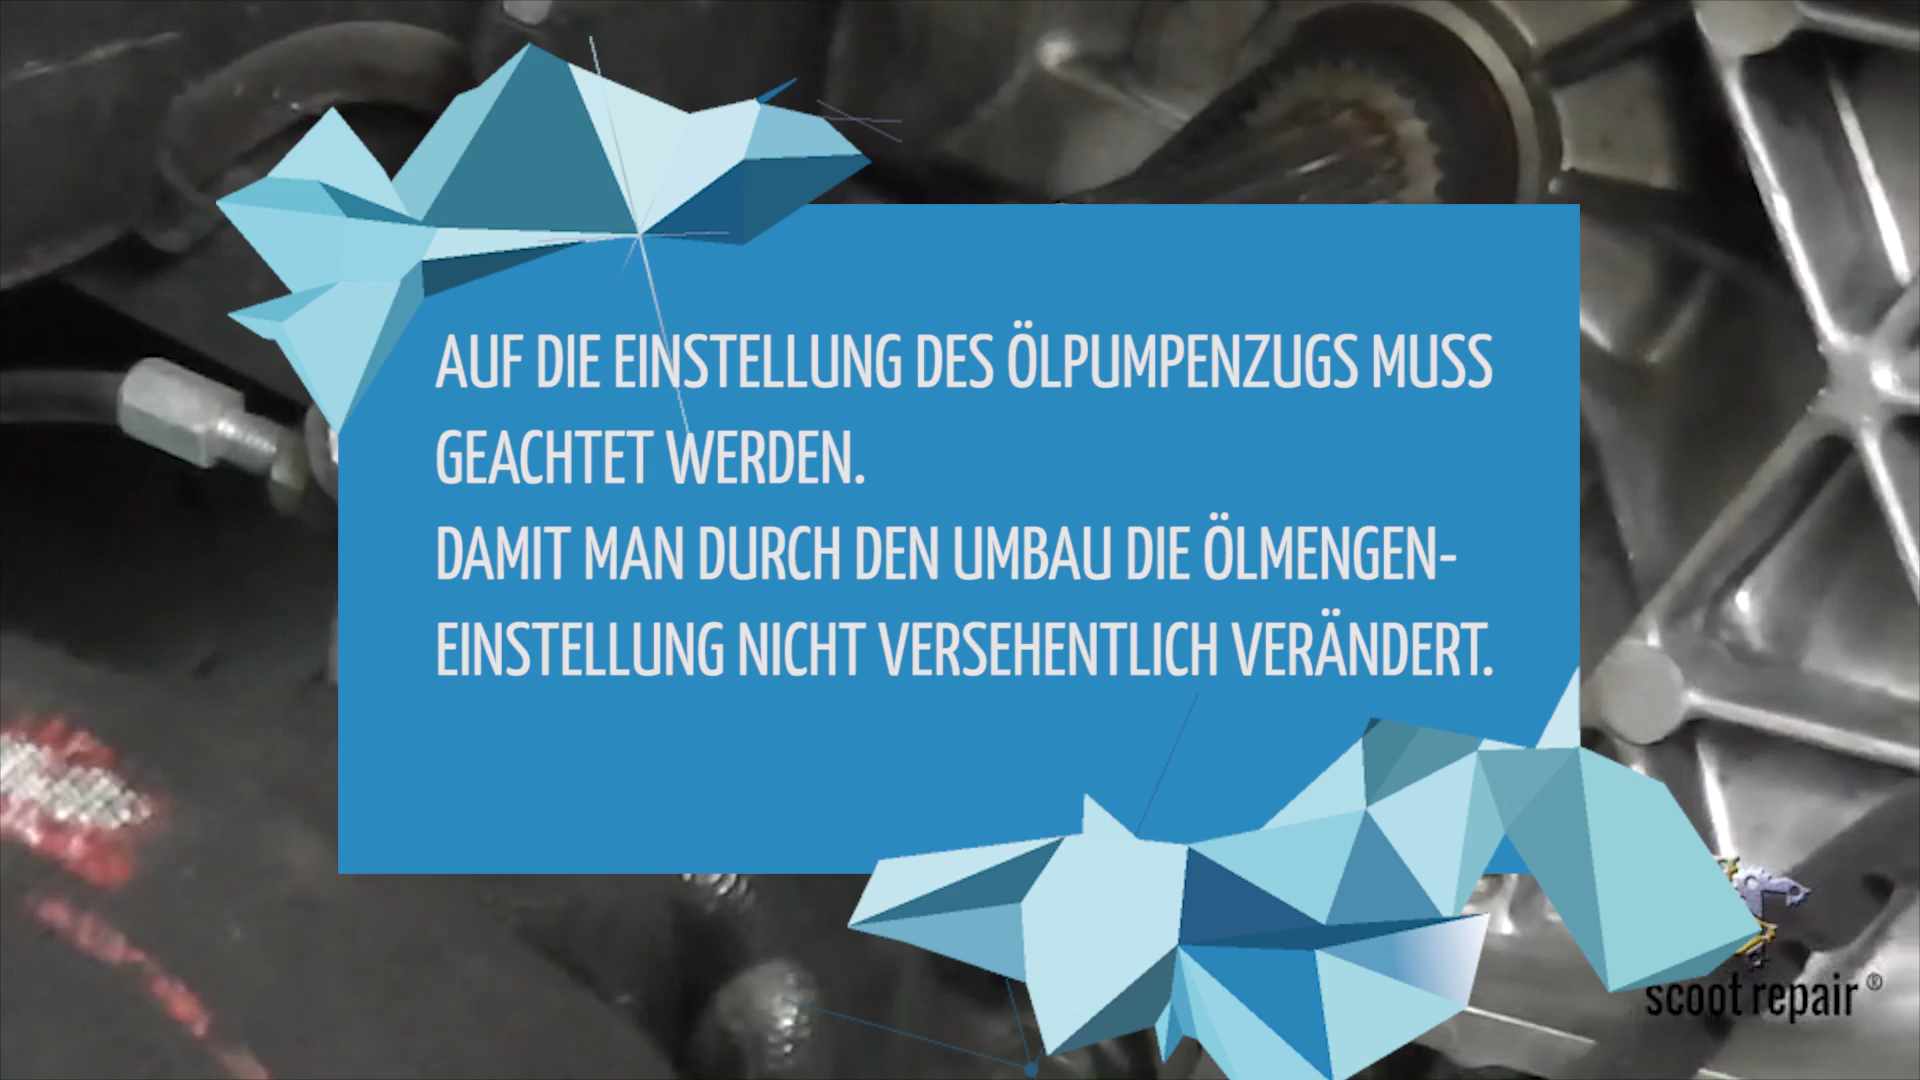 AUF DIE EINSTELLUNG DES ÖLPUMPENZUGS MUSS
GEACHTET WERDEN.
DAMIT MAN DURCH DEN UMBAU DIE ÖLMENGEN-
EINSTELLUNG NICHT VERSEHENTLICH VERÄNDERT.
scoot repair ®